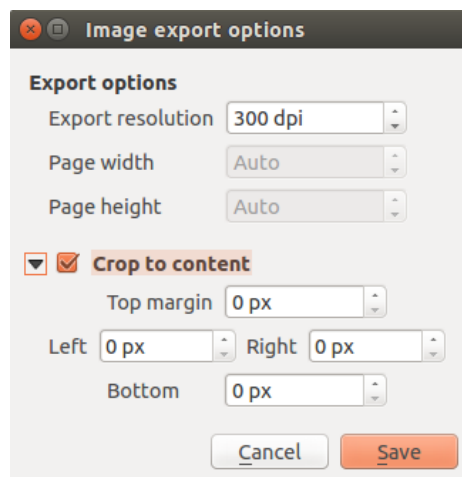 Image export options
Export options
Export resolution 300 dpi
Page width Auto
Page height Auto
Crop to content
Top margin 0 px
Left 0 px Right 0 px
Bottom 0 px
Cancel Save